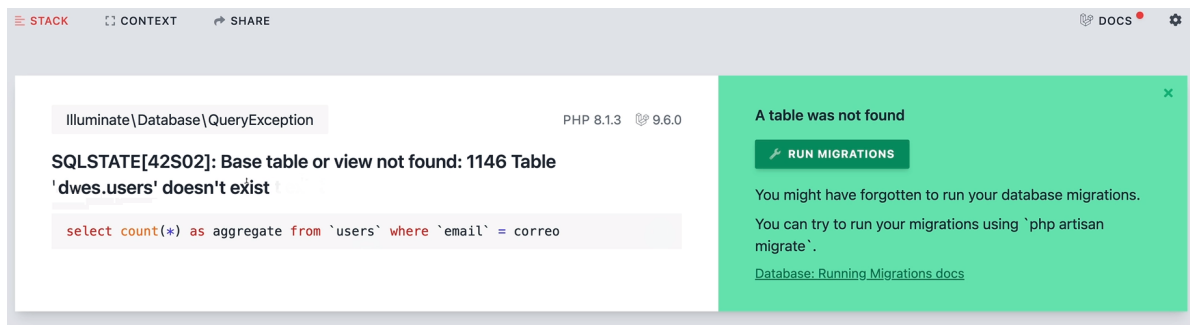 STACK CONTEXT SHARE DOCS
Illuminate\Database\QueryException PHP 8.1.3 9.6.0
SQLSTATE[42S02]: Base table or view not found: 1146 Table
'dwes.users' doesn't exist
select count(*) as aggregate from `users` where `email` = correo
A table was not found
RUN MIGRATIONS
You might have forgotten to run your database migrations.
You can try to run your migrations using `php artisan
migrate`.
Database: Running Migrations docs